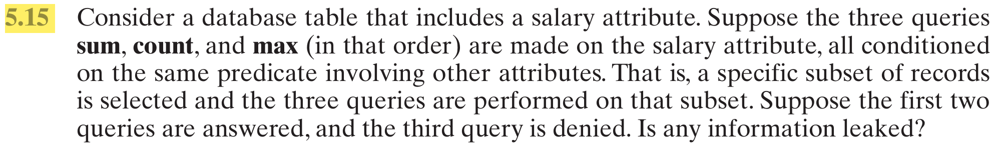 5.15 Consider a database table that includes a salary attribute. Suppose the three queries
sum, count, and max (in that order) are made on the salary attribute, all conditioned
on the same predicate involving other attributes. That is, a specific subset of records
is selected and the three queries are performed on that subset. Suppose the first two
queries are answered, and the third query is denied. Is any information leaked?